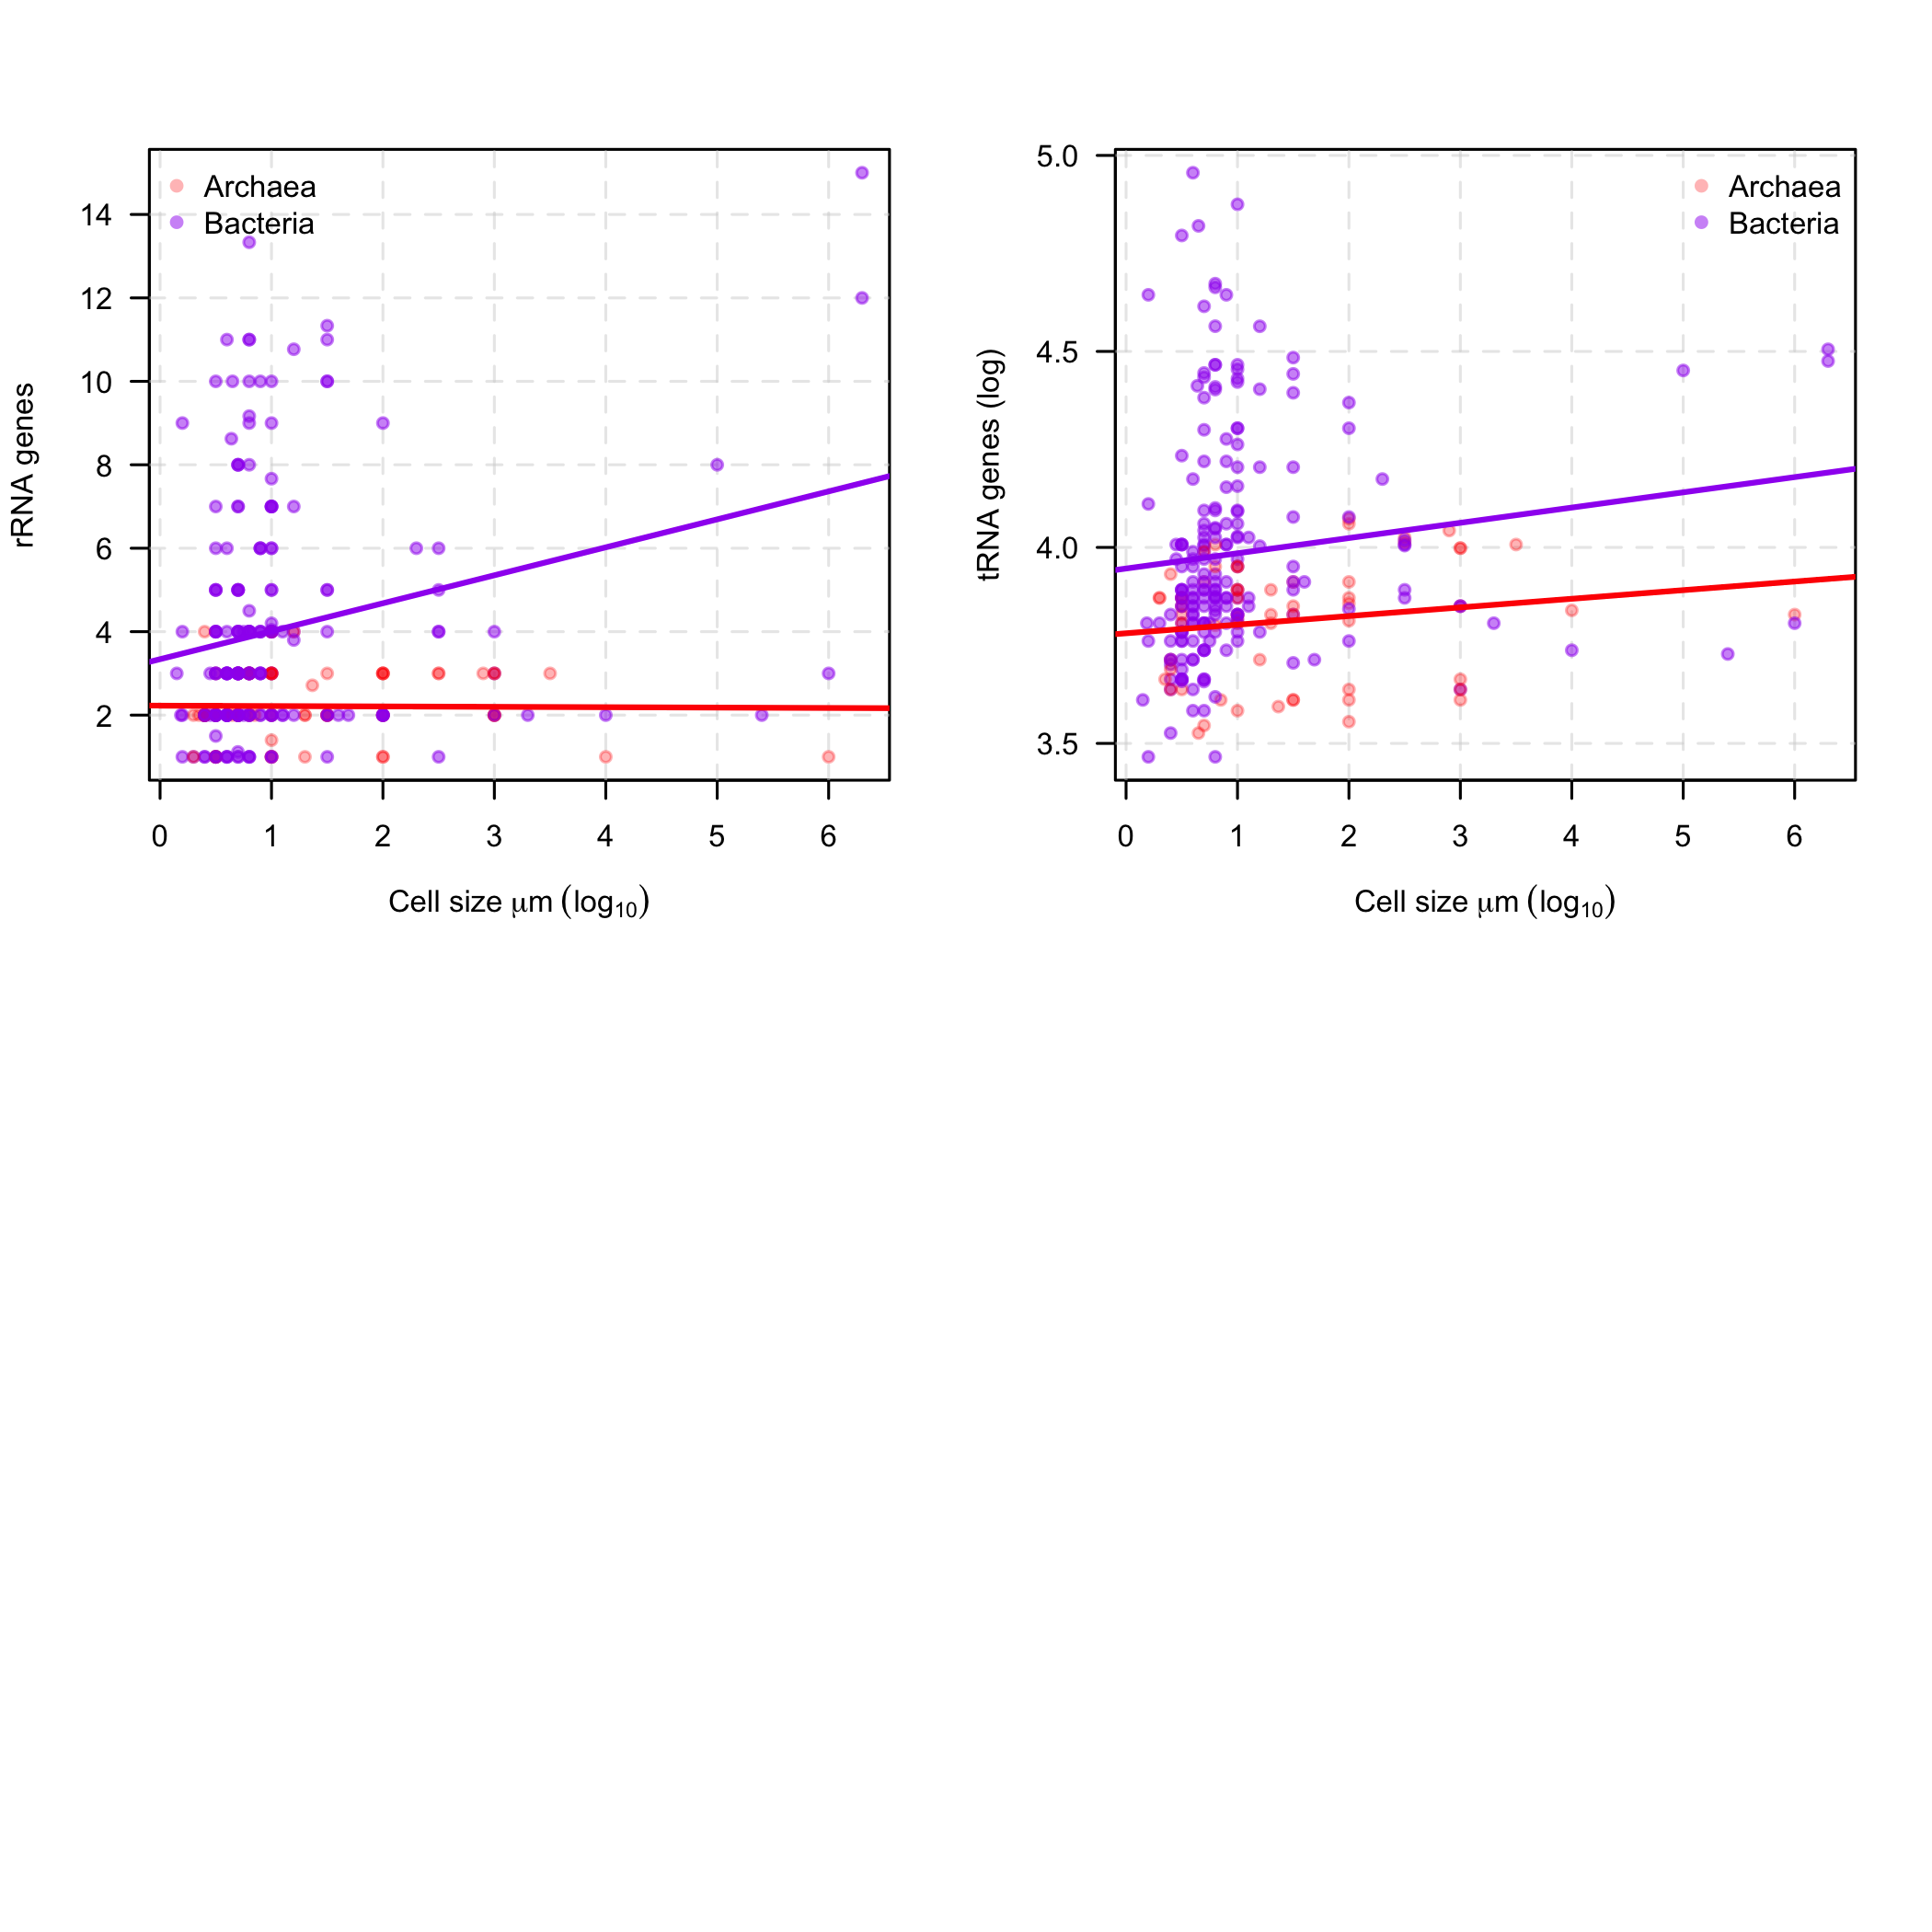 Archaea
Bacteria
14
12
10
8
6
4
2
rRNA genes
0 1 2 3 4 5 6
Cell size μm (log10)
Archaea
Bacteria
5.0
4.5
4.0
3.5
tRNA genes (log)
0 1 2 3 4 5 6
Cell size μm (log10)